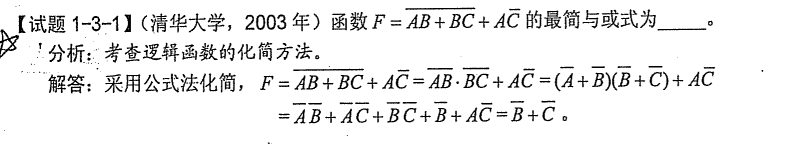 【试题 1-3-1】(清华大学，2003 年) 函数 $F=\overline{AB+BC}+A\overline{C}$ 的最简与或式为_____。
分析：考查逻辑函数的化简方法。
解答：采用公式法化简，$F=\overline{AB+BC}+A\overline{C}=\overline{AB}\cdot\overline{BC}+A\overline{C}=(\overline{A}+\overline{B})(\overline{B}+\overline{C})+A\overline{C}$
$=\overline{A}\,\overline{B}+\overline{A}\,\overline{C}+\overline{B}\,\overline{C}+\overline{B}+A\overline{C}=\overline{B}+\overline{C}$ 。